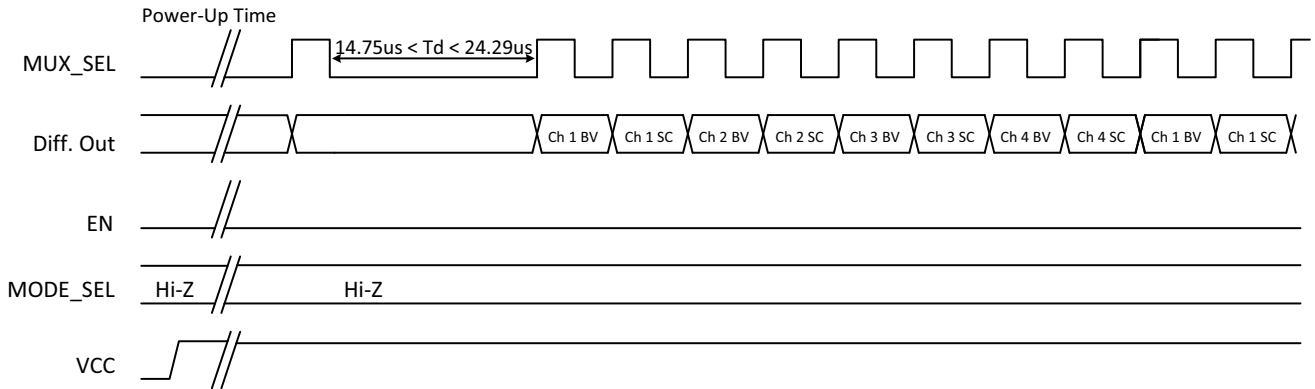 Power-Up Time
MUX_SEL
14.75us < Td < 24.29us
Diff. Out
Ch 1 BV
Ch 1 SC
Ch 2 BV
Ch 2 SC
Ch 3 BV
Ch 3 SC
Ch 4 BV
Ch 4 SC
Ch 1 BV
Ch 1 SC
EN
MODE_SEL
Hi-Z
Hi-Z
VCC